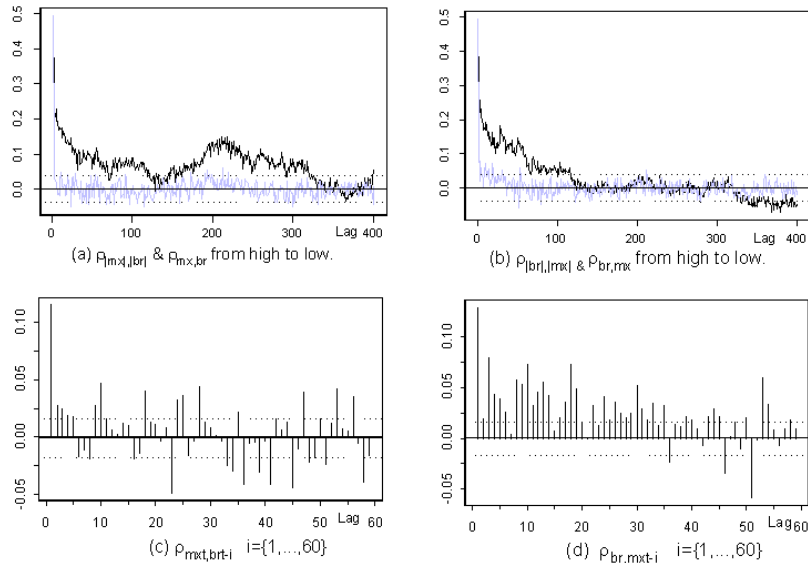 0.5
0.4
0.3
0.2
0.1
0.0
0 100 200 300 Lag 400
(a) ρ|mx|,|br| & ρmx,br from high to low.
0.5
0.4
0.3
0.2
0.1
0.0
0 100 200 300 Lag 400
(b) ρ|br|,|mx| & ρbr,mx from high to low.
0.10
0.05
0.00
-0.05
Lag
0 10 20 30 40 50 60
(c) ρmxt,brt-i i={1,...,60}
0.10
0.05
0.00
-0.05
Lag
0 10 20 30 40 50 60
(d) ρbr,mxt-i i={1,...,60}